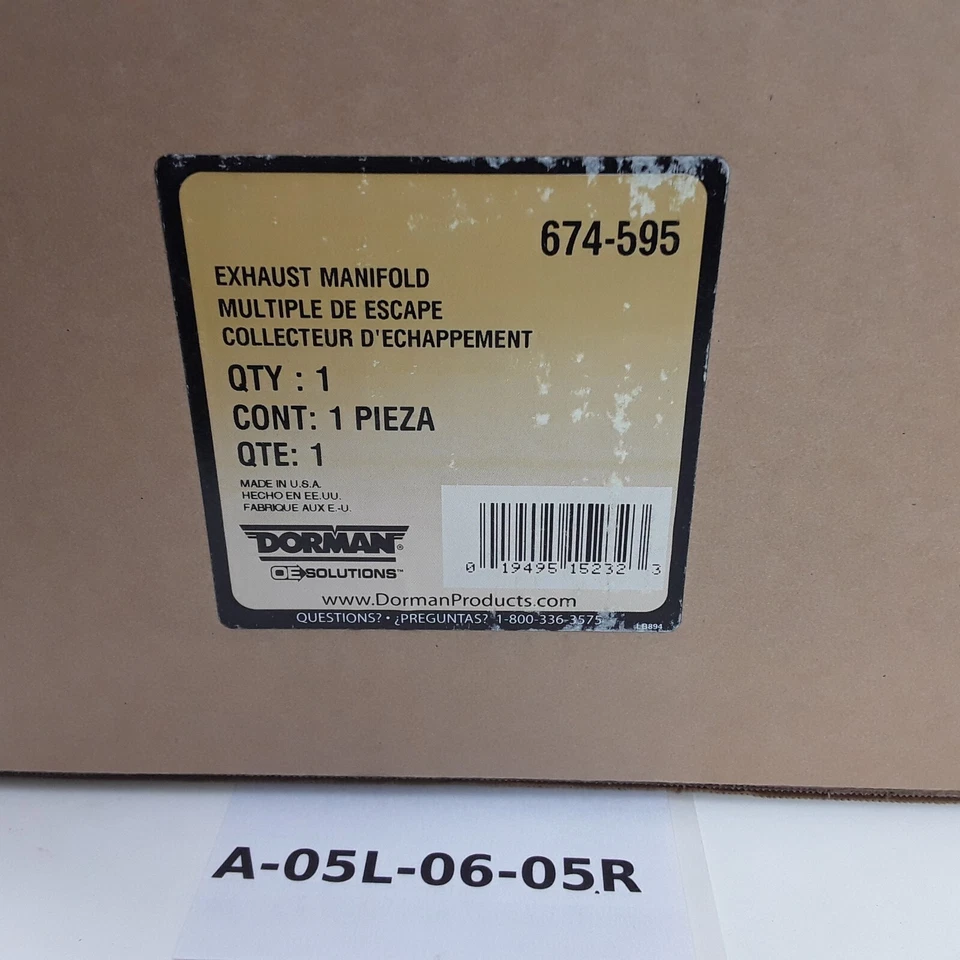 674-595
EXHAUST MANIFOLD
MULTIPLE DE ESCAPE
COLLECTEUR D'ECHAPPEMENT
QTY : 1
CONT: 1 PIEZA
QTE: 1
MADE IN U.S.A.
HECHO EN EE.UU.
FABRIQUE AUX E.-U.
DORMAN®
OE SOLUTIONS™
0 19495 15232 3
www.DormanProducts.com
QUESTIONS? • ¿PREGUNTAS? 1-800-336-3575
LB894
A-05L-06-05R